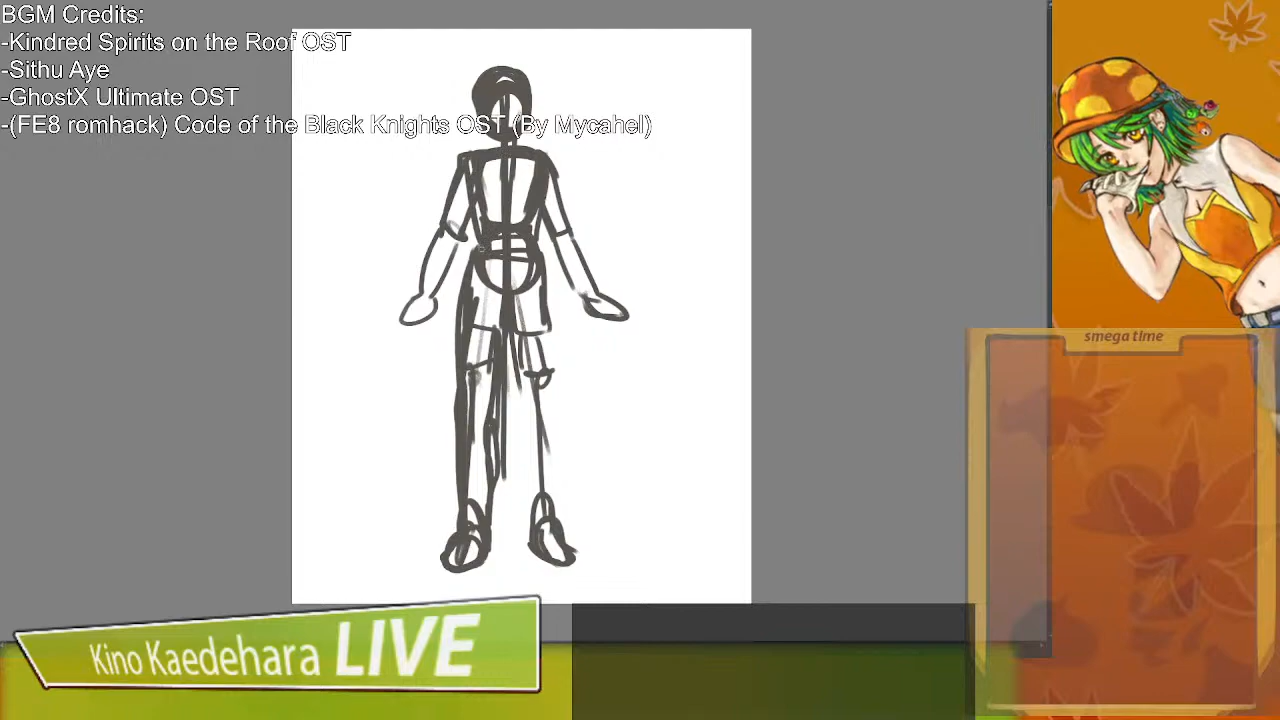 BGM Credits:
-Kindred Spirits on the Roof OST
-Sithu Aye
-GhostX Ultimate OST
-(FE8 romhack) Code of the Black Knights OST (By Mycahel)
smega time
Kino Kaedehara LIVE